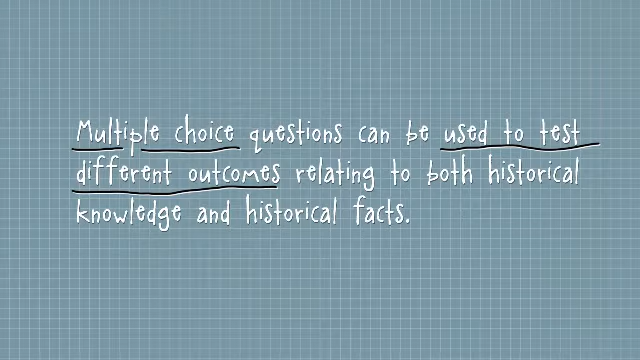 Multiple choice questions can be used to test
different outcomes relating to both historical
knowledge and historical facts.